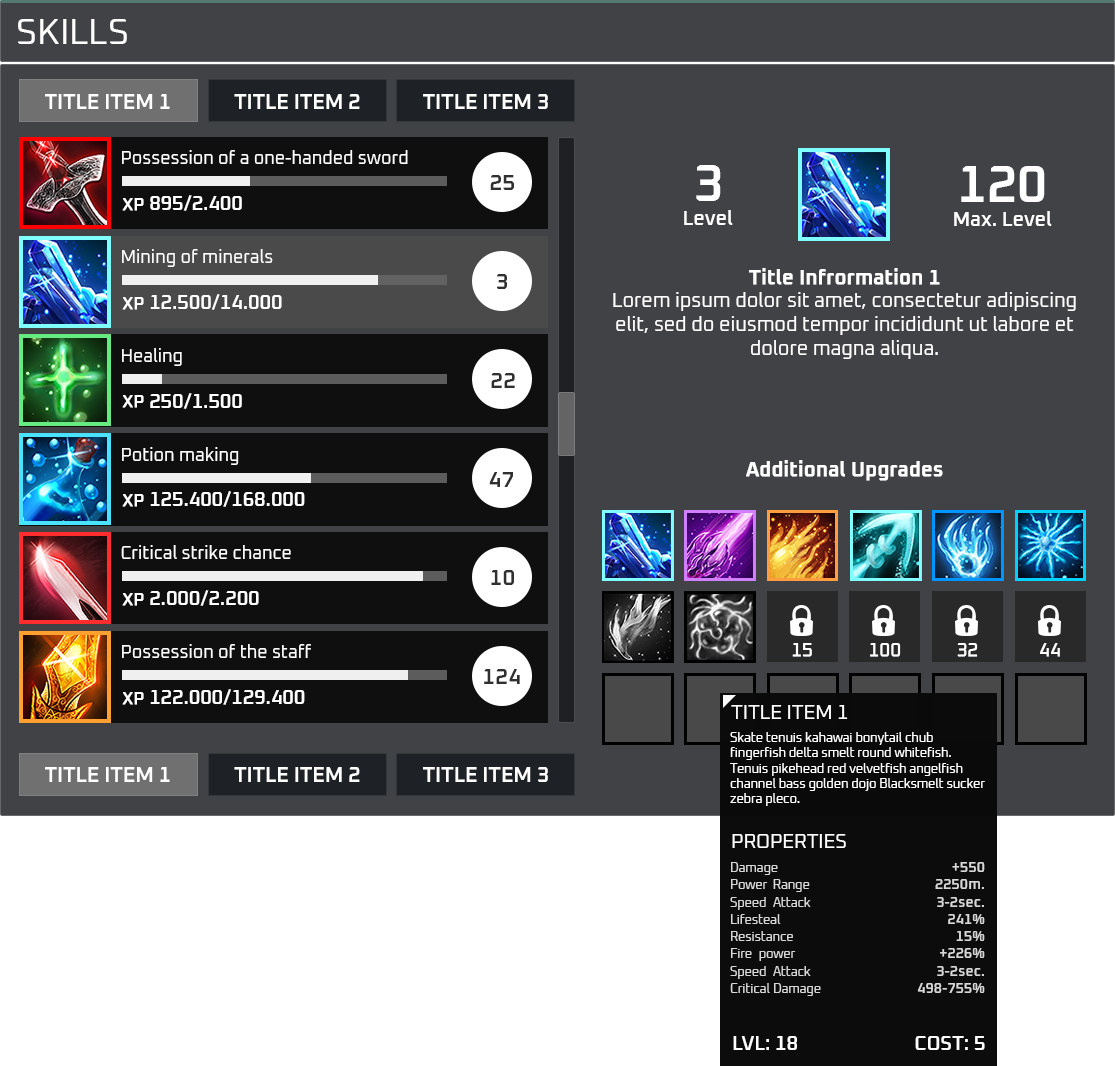 SKILLS
TITLE ITEM 1
TITLE ITEM 2
TITLE ITEM 3
Possession of a one-handed sword
XP 895/2.400
25
Mining of minerals
XP 12.500/14.000
3
Healing
XP 250/1.500
22
Potion making
XP 125.400/168.000
47
Critical strike chance
XP 2.000/2.200
10
Possession of the staff
XP 122.000/129.400
124
TITLE ITEM 1
TITLE ITEM 2
TITLE ITEM 3
3
Level
120
Max. Level
Title Infrormation 1
Lorem ipsum dolor sit amet, consectetur adipiscing
elit, sed do eiusmod tempor incididunt ut labore et
dolore magna aliqua.
Additional Upgrades
15
100
32
44
TITLE ITEM 1
Skate tenuis kahawai bonytail chub
fingerfish delta smelt round whitefish.
Tenuis pikehead red velvetfish angelfish
channel bass golden dojo Blacksmelt sucker
zebra pleco.
PROPERTIES
Damage +550
Power Range 2250m.
Speed Attack 3-2sec.
Lifesteal 241%
Resistance 15%
Fire power +226%
Speed Attack 3-2sec.
Critical Damage 498-755%
LVL: 18 COST: 5